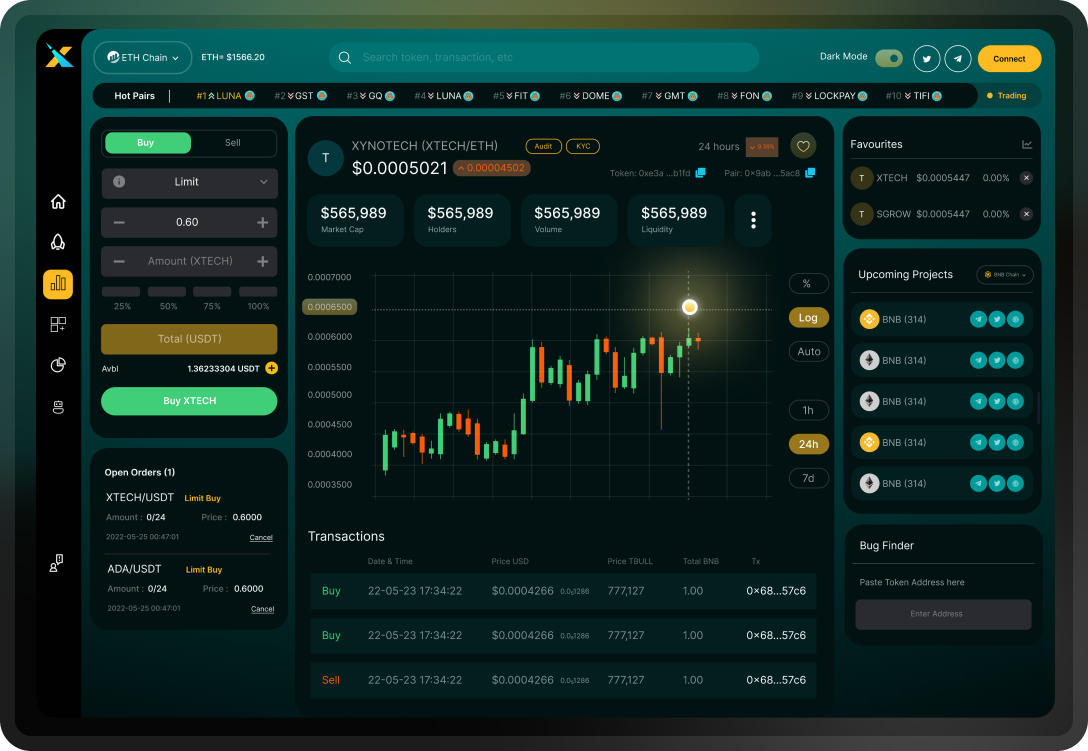 ETH Chain
ETH= $1566.20
Search token, transaction, etc
Dark Mode
Connect
Hot Pairs
#1 LUNA
#2 GST
#3 GQ
#4 LUNA
#5 FIT
#6 DOME
#7 GMT
#8 FON
#9 LOCKPAY
#10 TIFI
Trading
Buy
Sell
Limit
0.60
Amount (XTECH)
25% 50% 75% 100%
Total (USDT)
Avbl 1.36233304 USDT
Buy XTECH
Open Orders (1)
XTECH/USDT Limit Buy
Amount : 0/24 Price : 0.6000
2022-05-25 00:47:01 Cancel
ADA/USDT Limit Buy
Amount : 0/24 Price : 0.6000
2022-05-25 00:47:01 Cancel
T
XYNOTECH (XTECH/ETH)
Audit
KYC
$0.0005021
0.00004502
24 hours
9.36%
Token: 0xe3a ...b1fd
Pair: 0×9ab ...5ac8
$565,989
Market Cap
$565,989
Holders
$565,989
Volume
$565,989
Liquidity
0.0007000
0.0006500
0.0006000
0.0005500
0.0005000
0.0004500
0.0004000
0.0003500
%
Log
Auto
1h
24h
7d
Transactions
Date & Time Price USD Price TBULL Total BNB Tx
Buy 22-05-23 17:34:22 $0.0004266 0.0₅1286 777,127 1.00 0×68...57c6
Buy 22-05-23 17:34:22 $0.0004266 0.0₅1286 777,127 1.00 0×68...57c6
Sell 22-05-23 17:34:22 $0.0004266 0.0₅1286 777,127 1.00 0×68...57c6
Favourites
T XTECH $0.0005447 0.00%
T SGROW $0.0005447 0.00%
Upcoming Projects
BNB Chain
BNB (314)
BNB (314)
BNB (314)
BNB (314)
BNB (314)
Bug Finder
Paste Token Address here
Enter Address